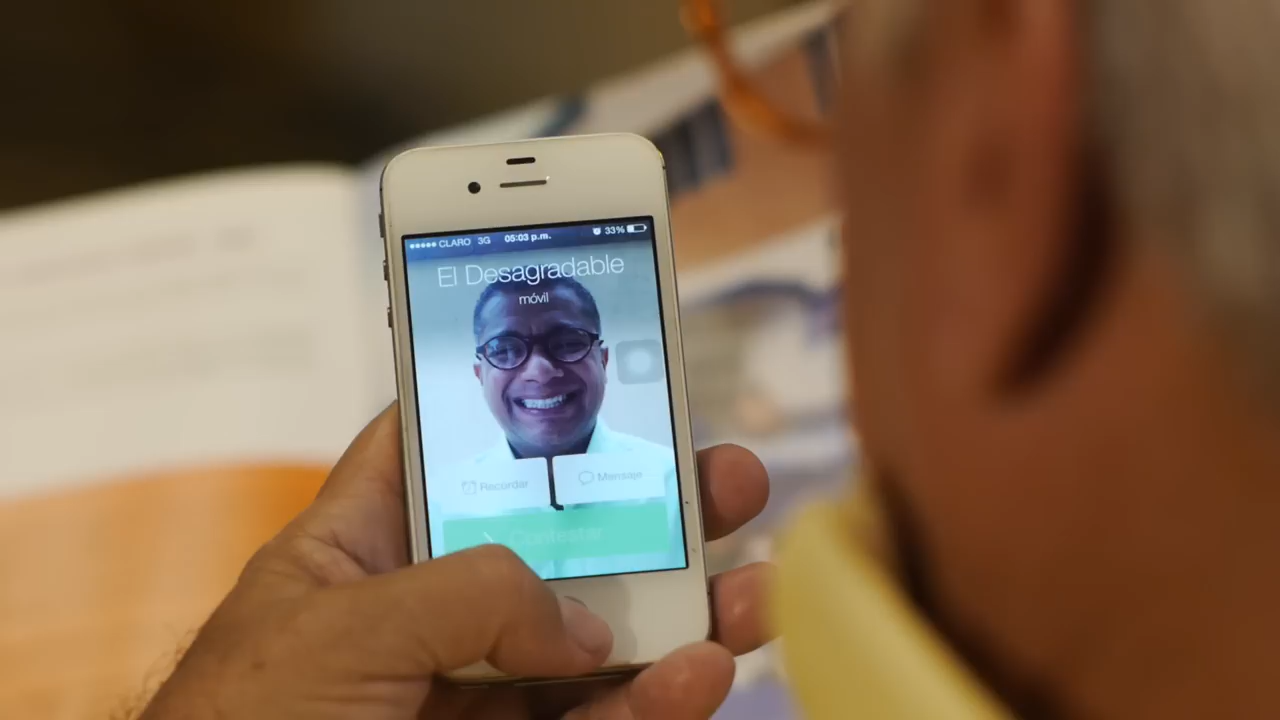 CLARO 3G 05:03 p.m. 33%
El Desagradable
móvil
Recordar Mensaje
Contestar